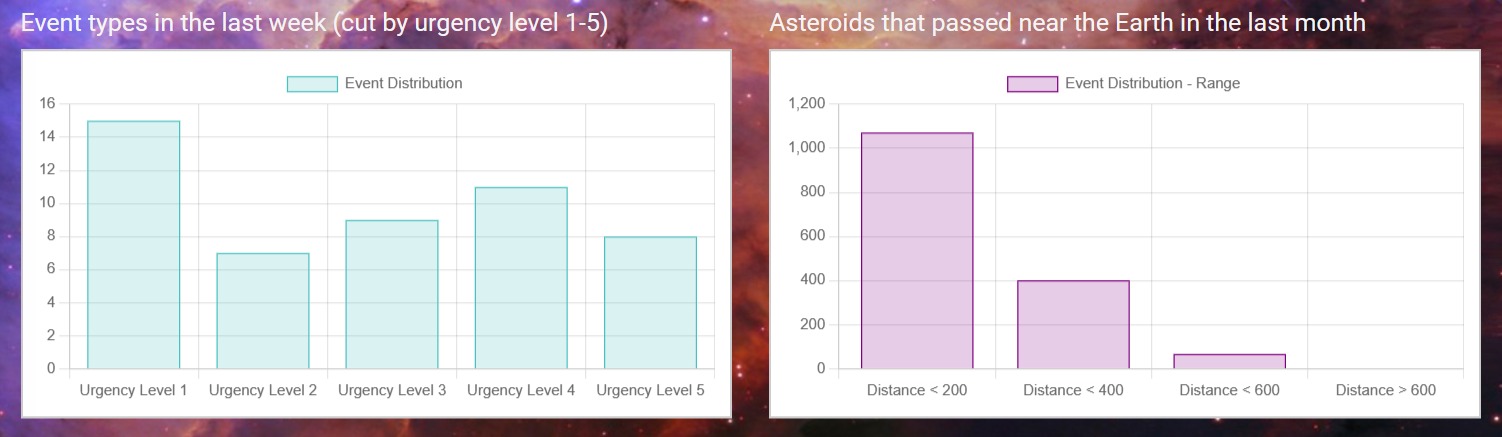 Event types in the last week (cut by urgency level 1-5)
Event Distribution
16
14
12
10
8
6
4
2
0
Urgency Level 1 Urgency Level 2 Urgency Level 3 Urgency Level 4 Urgency Level 5
Asteroids that passed near the Earth in the last month
Event Distribution - Range
1,200
1,000
800
600
400
200
0
Distance < 200 Distance < 400 Distance < 600 Distance > 600